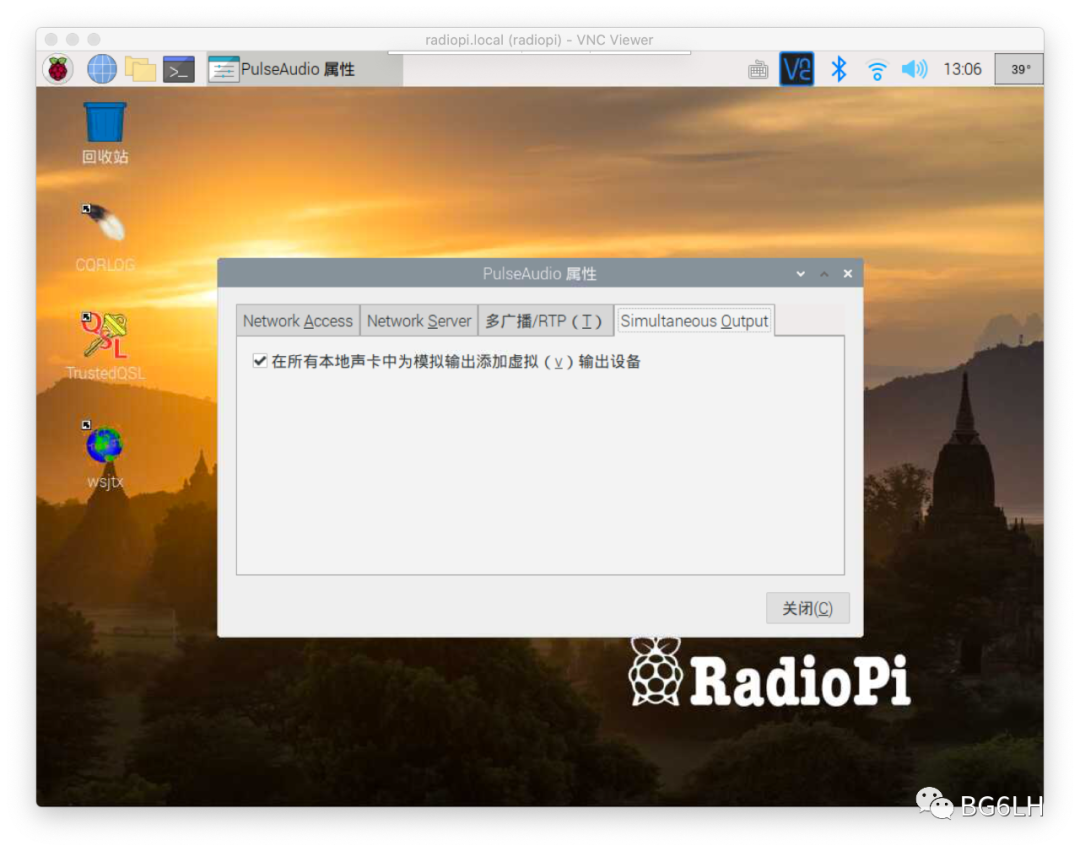 radiopi.local (radiopi) - VNC Viewer
PulseAudio 属性
13:06
39°
回收站
CQRLOG
TrustedQSL
wsjtx
PulseAudio 属性
Network Access
Network Server
多广播/RTP ( T )
Simultaneous Output
在所有本地声卡中为模拟输出添加虚拟 ( v ) 输出设备
关闭(C)
RadioPi
BG6LH